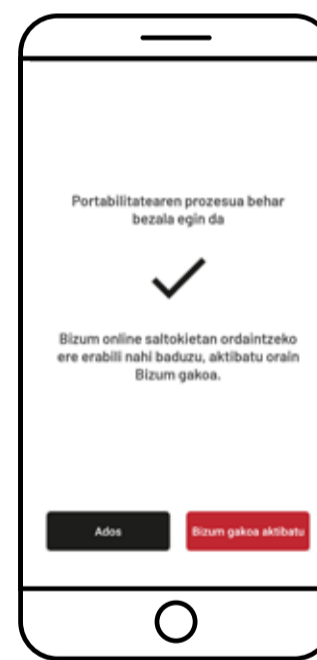 Portabilitatearen prozesua behar
bezala egin da
Bizum online saltokietan ordaintzeko
ere erabili nahi baduzu, aktibatu orain
Bizum gakoa.
Ados
Bizum gakoa aktibatu